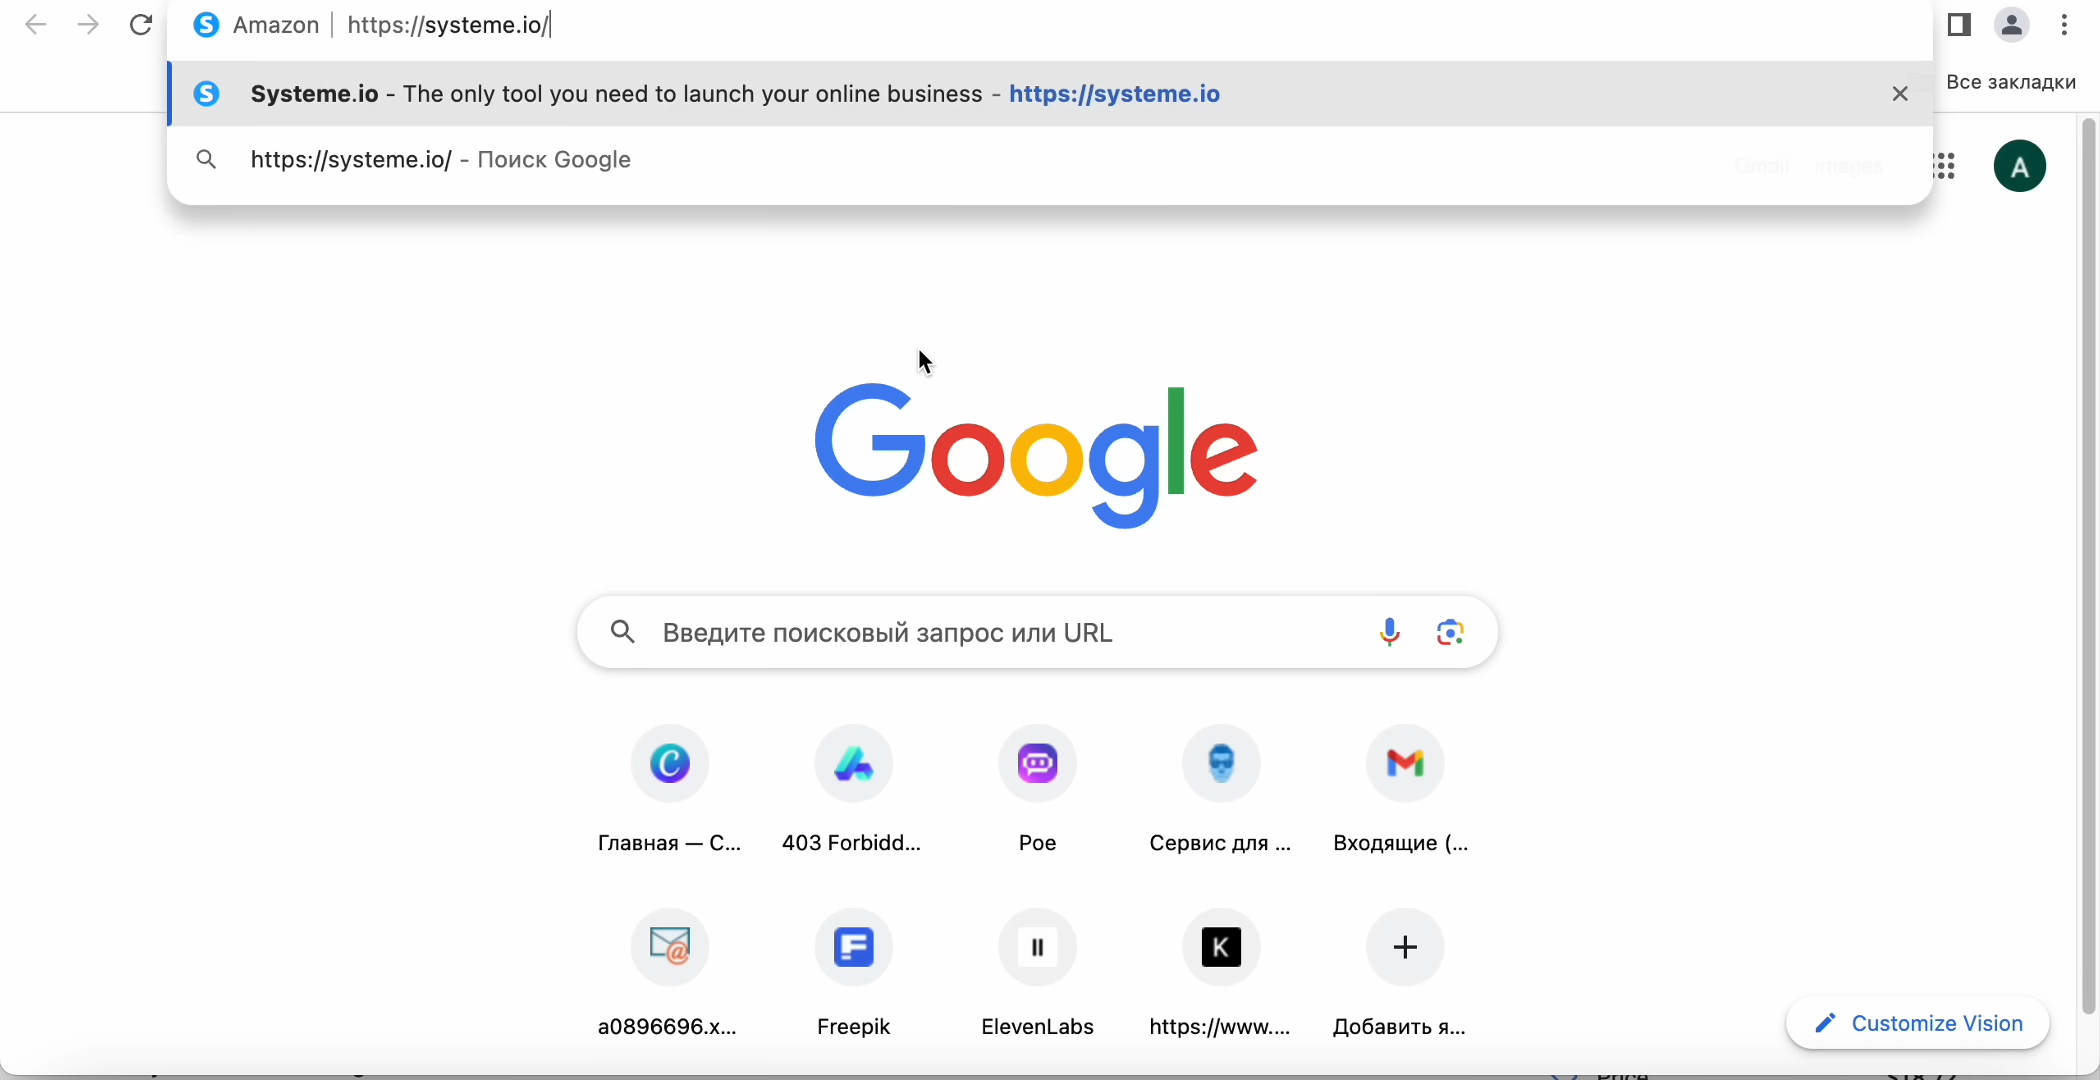 Amazon | https://systeme.io/
Systeme.io - The only tool you need to launch your online business - https://systeme.io
Все закладки
https://systeme.io/ - Поиск Google
Gmail Images
A
Google
Введите поисковый запрос или URL
Главная — С...
403 Forbidd...
Poe
Сервис для ...
Входящие (...
K
a0896696.x...
Freepik
ElevenLabs
https://www....
Добавить я...
Customize Vision